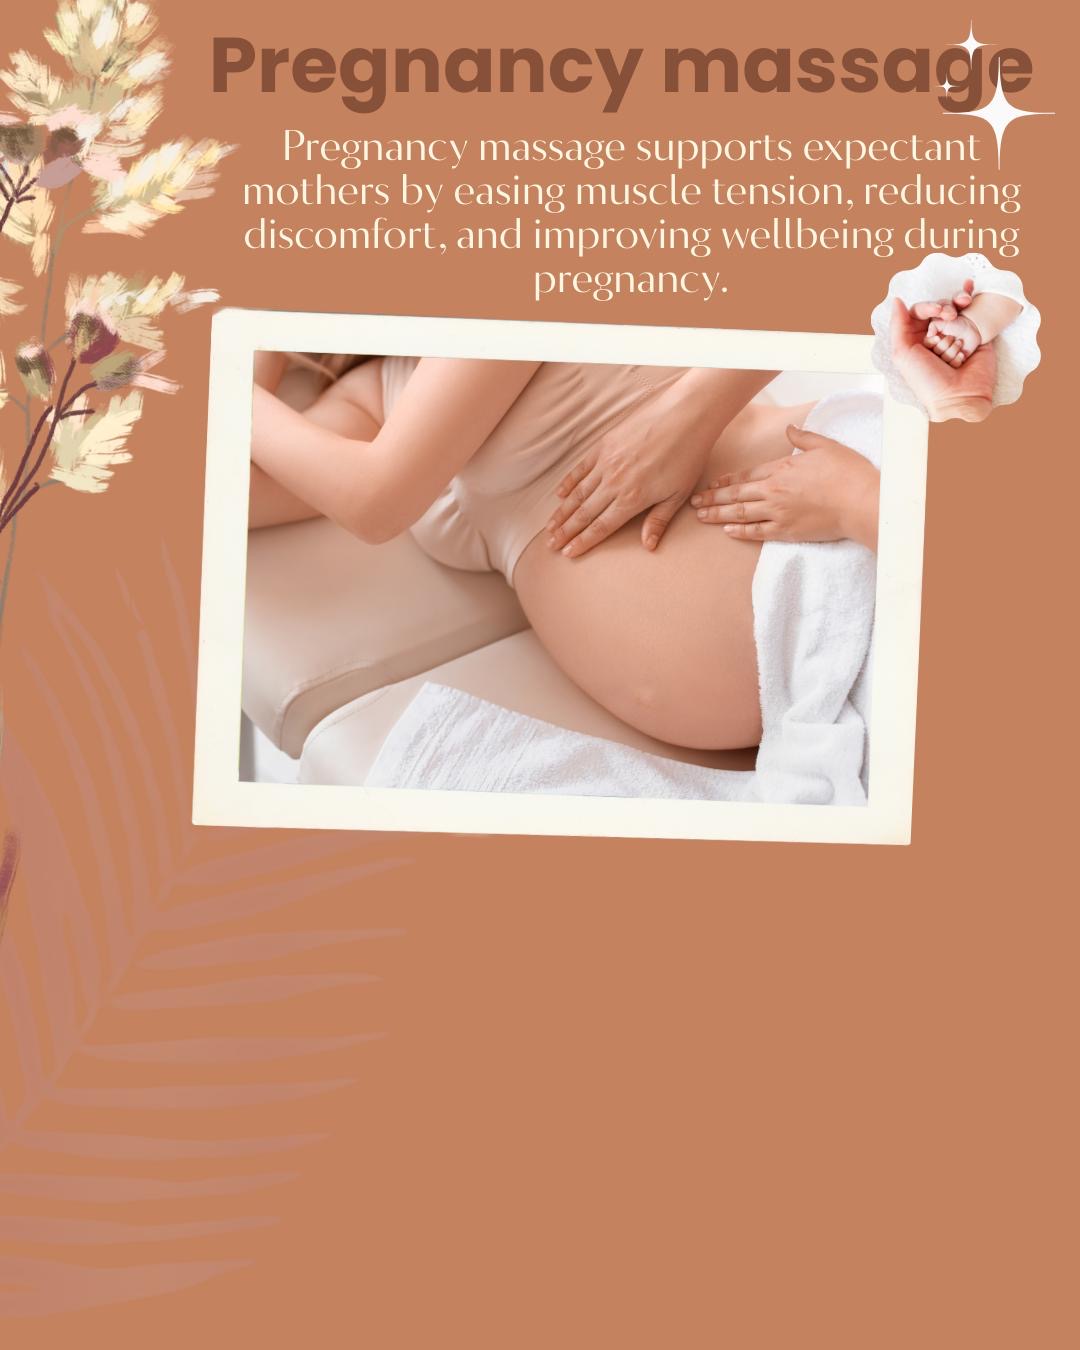 Pregnancy massage
Pregnancy massage supports expectant
mothers by easing muscle tension, reducing
discomfort, and improving wellbeing during
pregnancy.